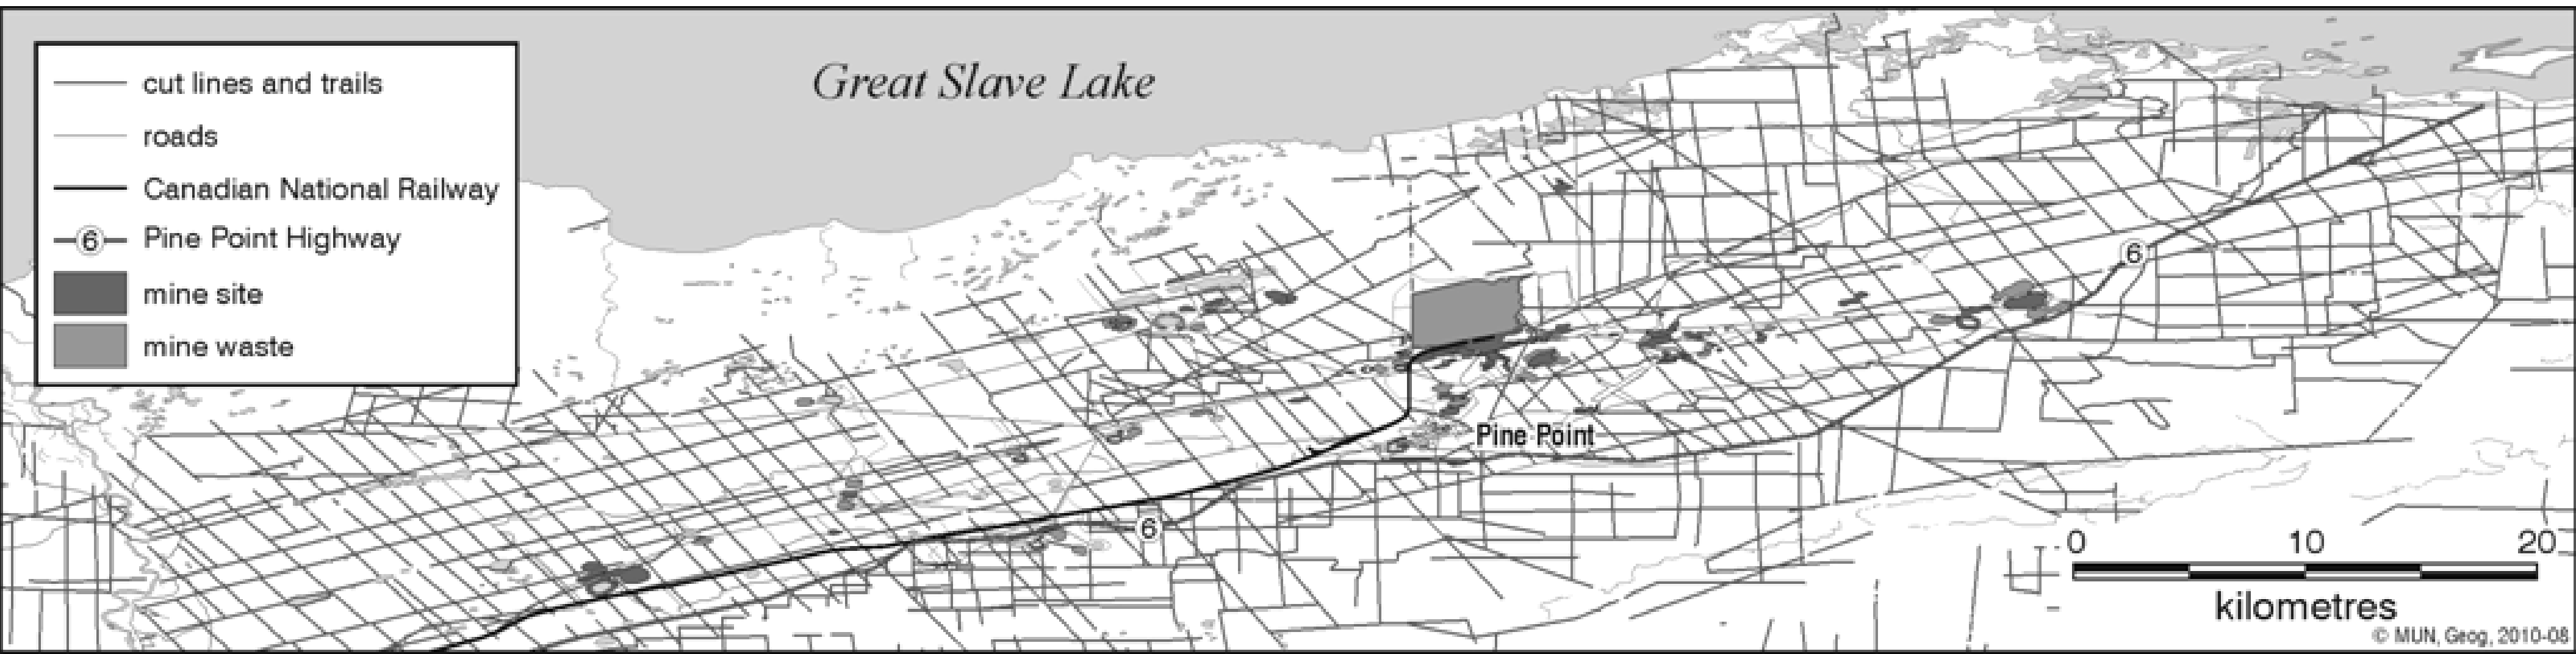 Great Slave Lake
cut lines and trails
roads
Canadian National Railway
6 Pine Point Highway
mine site
mine waste
6
Pine Point
6
0 10 20
kilometres
© MUN, Geog, 2010-08